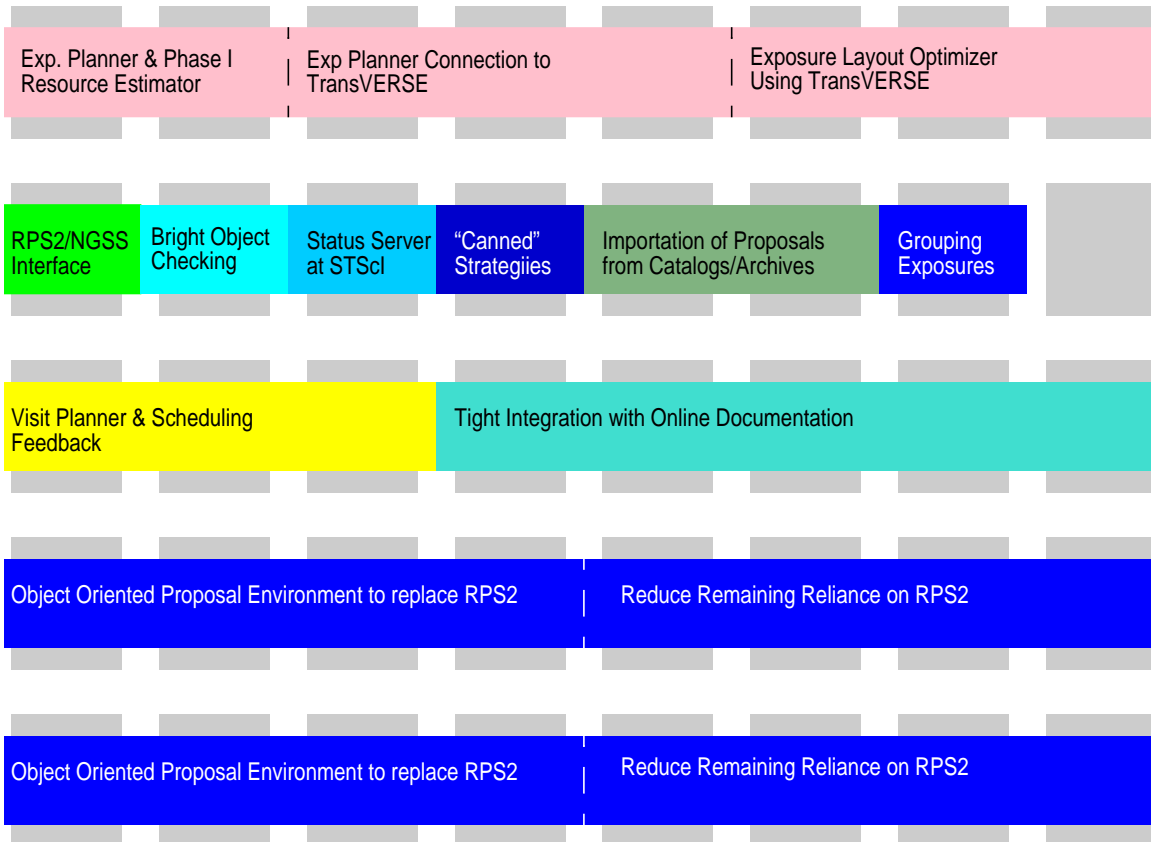 Exp. Planner & Phase I
Resource Estimator
Exp Planner Connection to
TransVERSE
Exposure Layout Optimizer
Using TransVERSE
RPS2/NGSS
Interface
Bright Object
Checking
Status Server
at STScI
“Canned”
Strategiies
Importation of Proposals
from Catalogs/Archives
Grouping
Exposures
Visit Planner & Scheduling
Feedback
Tight Integration with Online Documentation
Object Oriented Proposal Environment to replace RPS2
Reduce Remaining Reliance on RPS2
Object Oriented Proposal Environment to replace RPS2
Reduce Remaining Reliance on RPS2